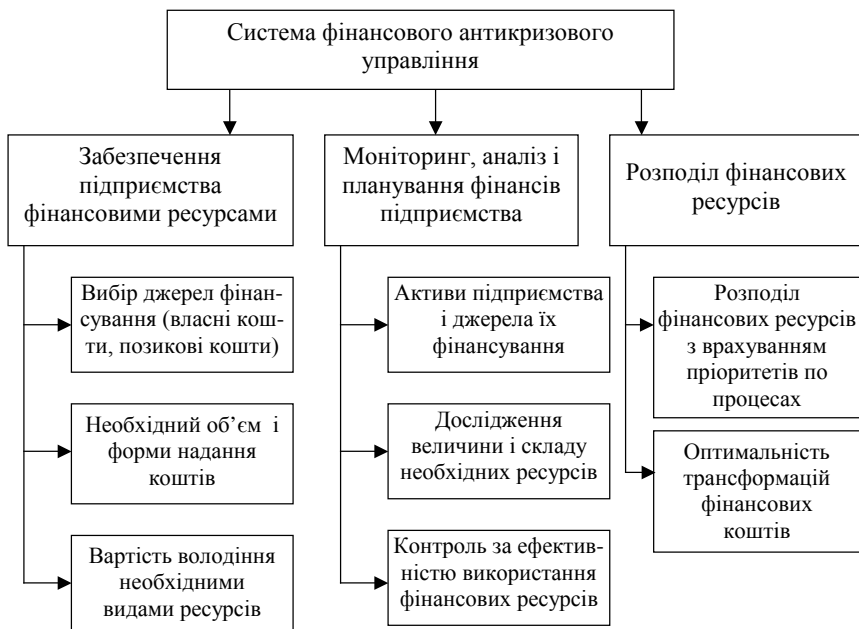 Система фінансового антикризового
управління
Забезпечення
підприємства
фінансовими ресурсами
Вибір джерел фінан-
сування (власні кош-
ти, позикові кошти)
Необхідний об’єм і
форми надання
коштів
Вартість володіння
необхідними
видами ресурсів
Моніторинг, аналіз і
планування фінансів
підприємства
Активи підприємства
і джерела їх
фінансування
Дослідження
величини і складу
необхідних ресурсів
Контроль за ефектив-
ністю використання
фінансових ресурсів
Розподіл фінансових
ресурсів
Розподіл
фінансових ресурсів
з врахуванням
пріоритетів по
процесах
Оптимальність
трансформацій
фінансових
коштів